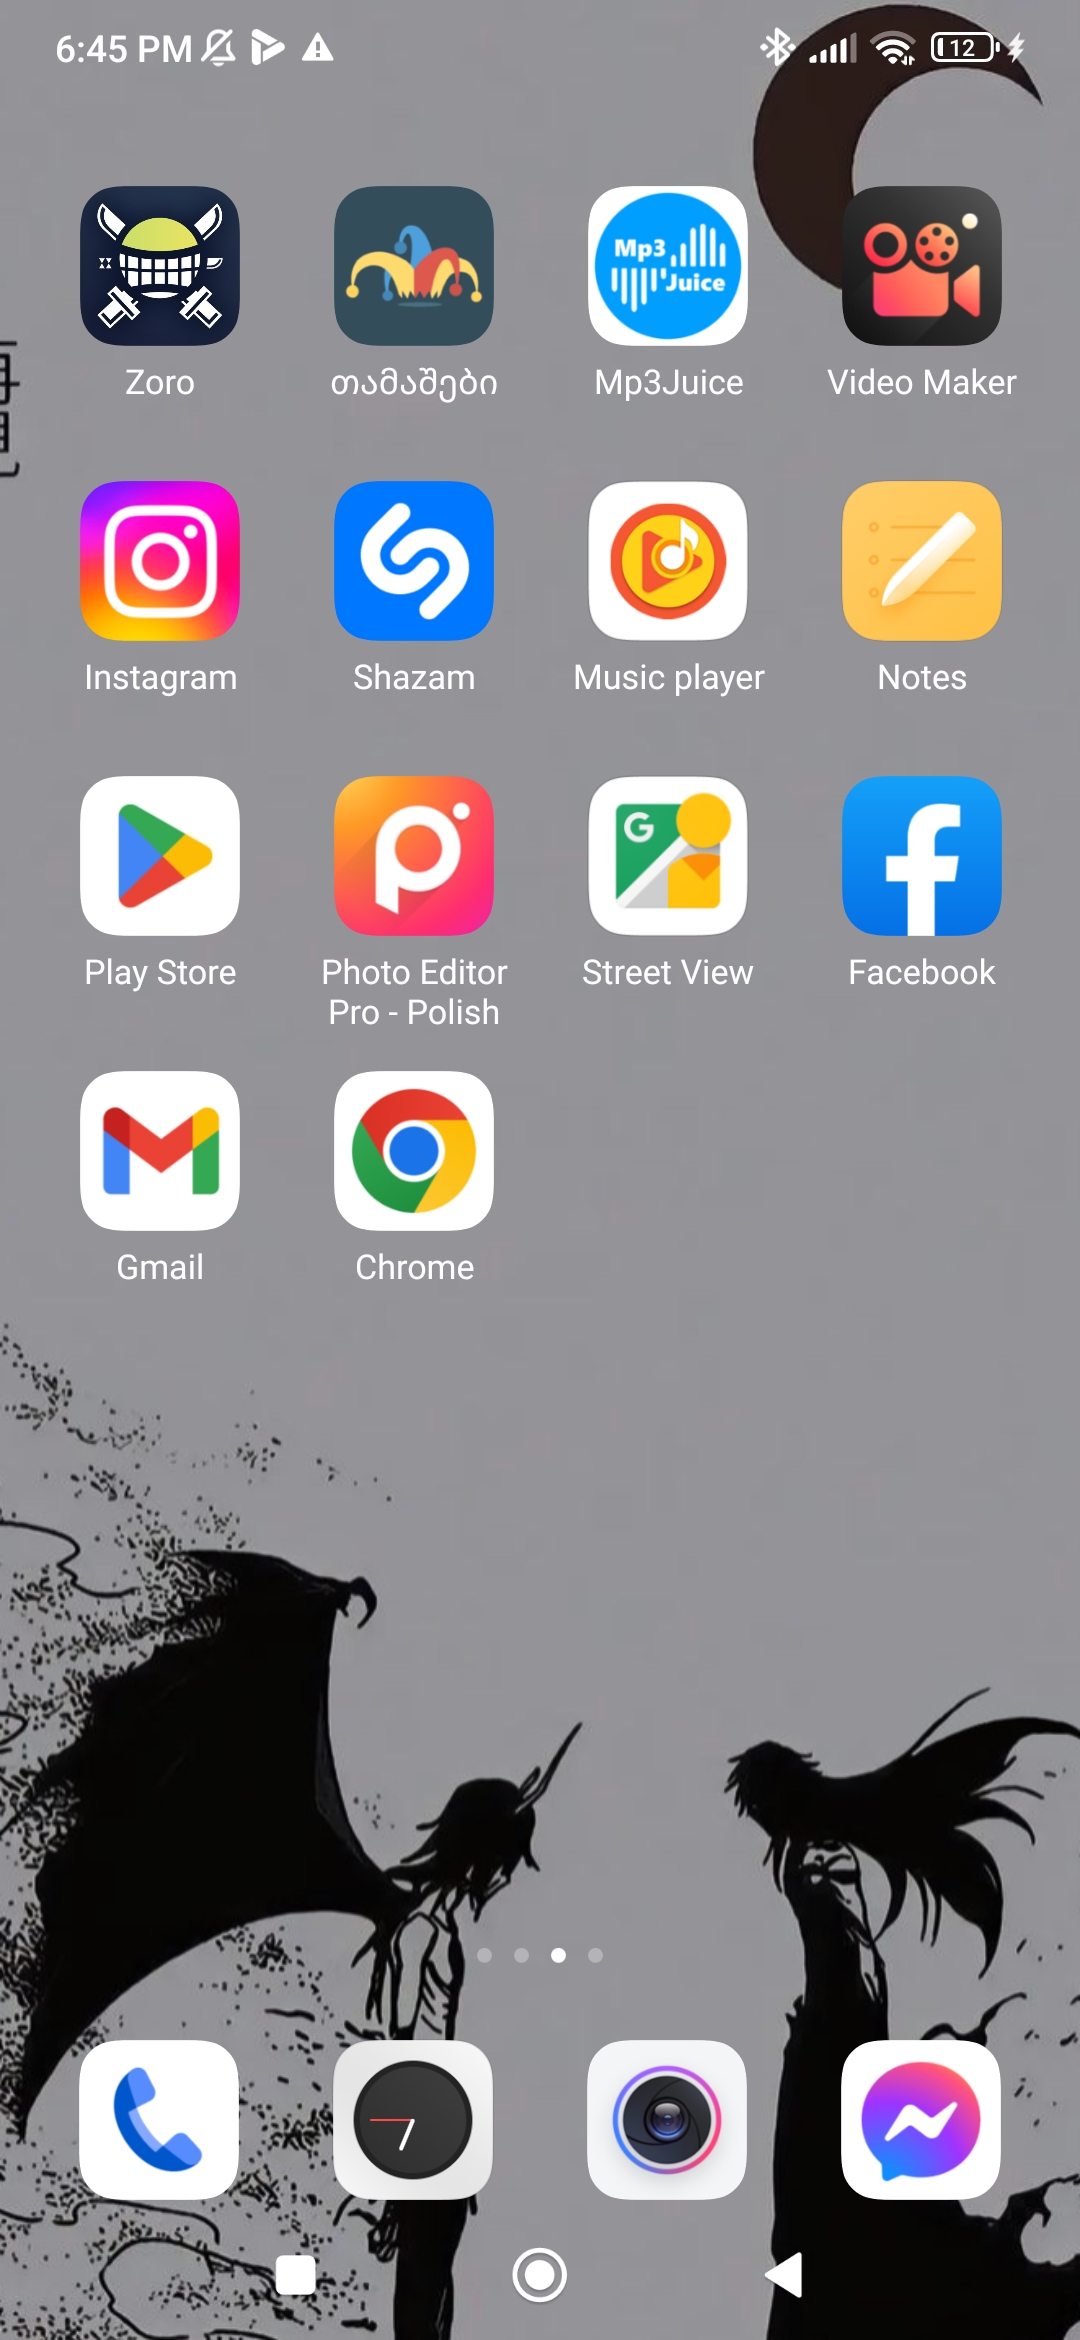 6:45 PM
12
Mp3
Juice
Zoro
თამაშები
Mp3Juice
Video Maker
Instagram
Shazam
Music player
Notes
G
Play Store
Photo Editor
Pro - Polish
Street View
Facebook
Gmail
Chrome